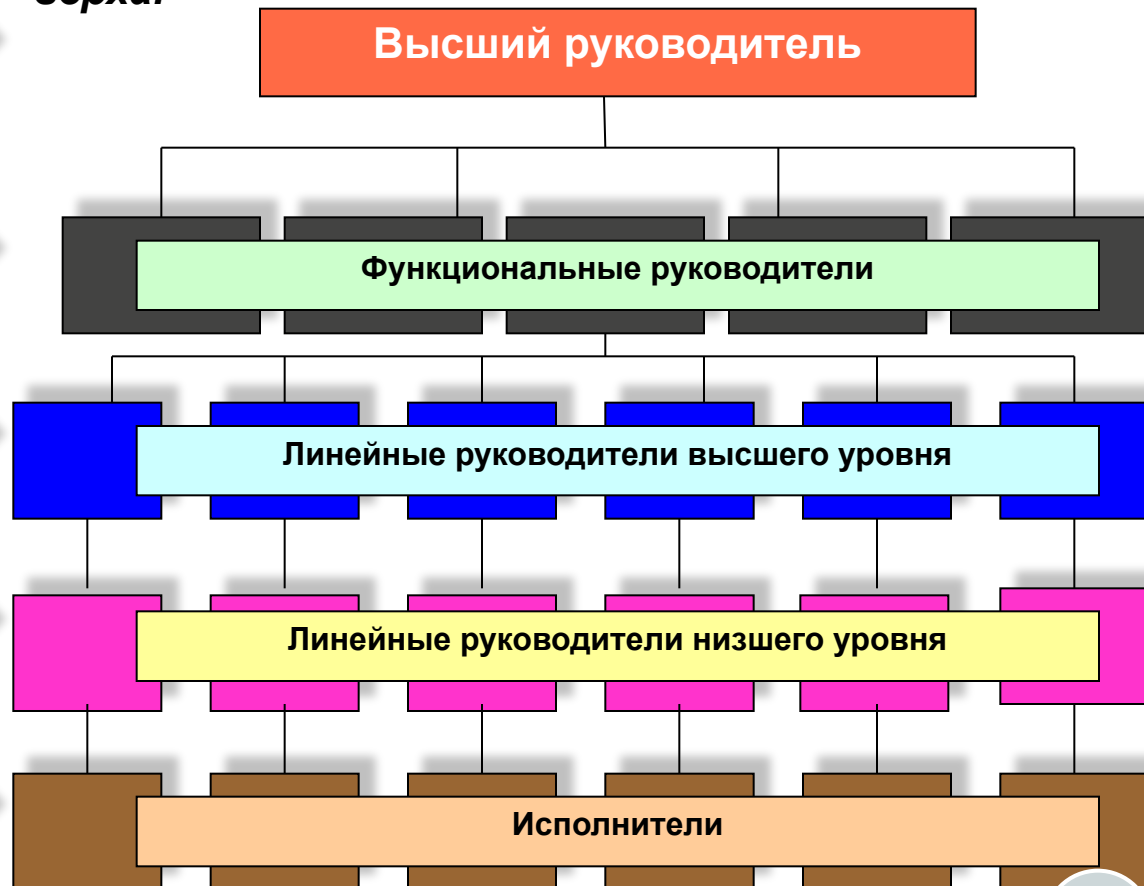 Высший руководитель
Функциональные руководители
Линейные руководители высшего уровня
Линейные руководители низшего уровня
Исполнители